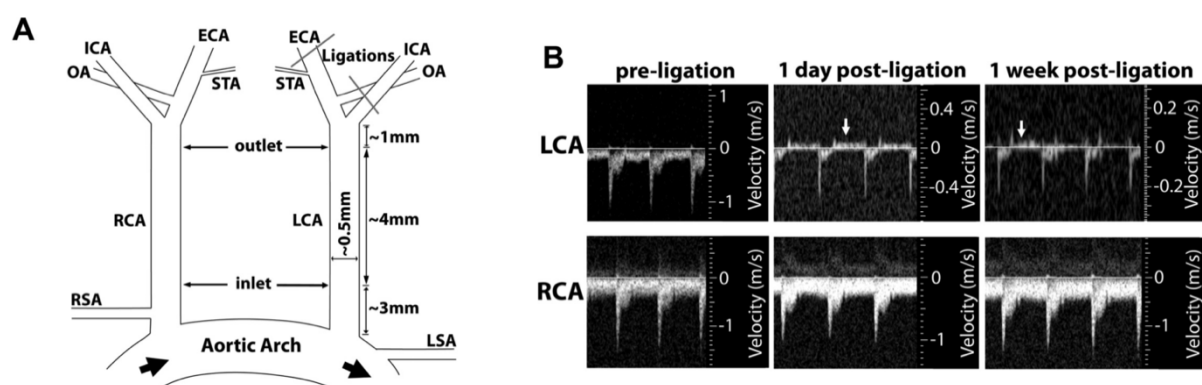 A
ICA
ECA
ECA
ICA
Ligations
OA
STA
STA
OA
~1mm
outlet
RCA
LCA
~0.5mm
~4mm
inlet
~3mm
RSA
Aortic Arch
LSA
B
pre-ligation
1 day post-ligation
1 week post-ligation
LCA
1
0
-1
Velocity (m/s)
0.4
0
-0.4
Velocity (m/s)
0.2
0
-0.2
Velocity (m/s)
RCA
0
-1
Velocity (m/s)
0
-1
Velocity (m/s)
0
-1
Velocity (m/s)